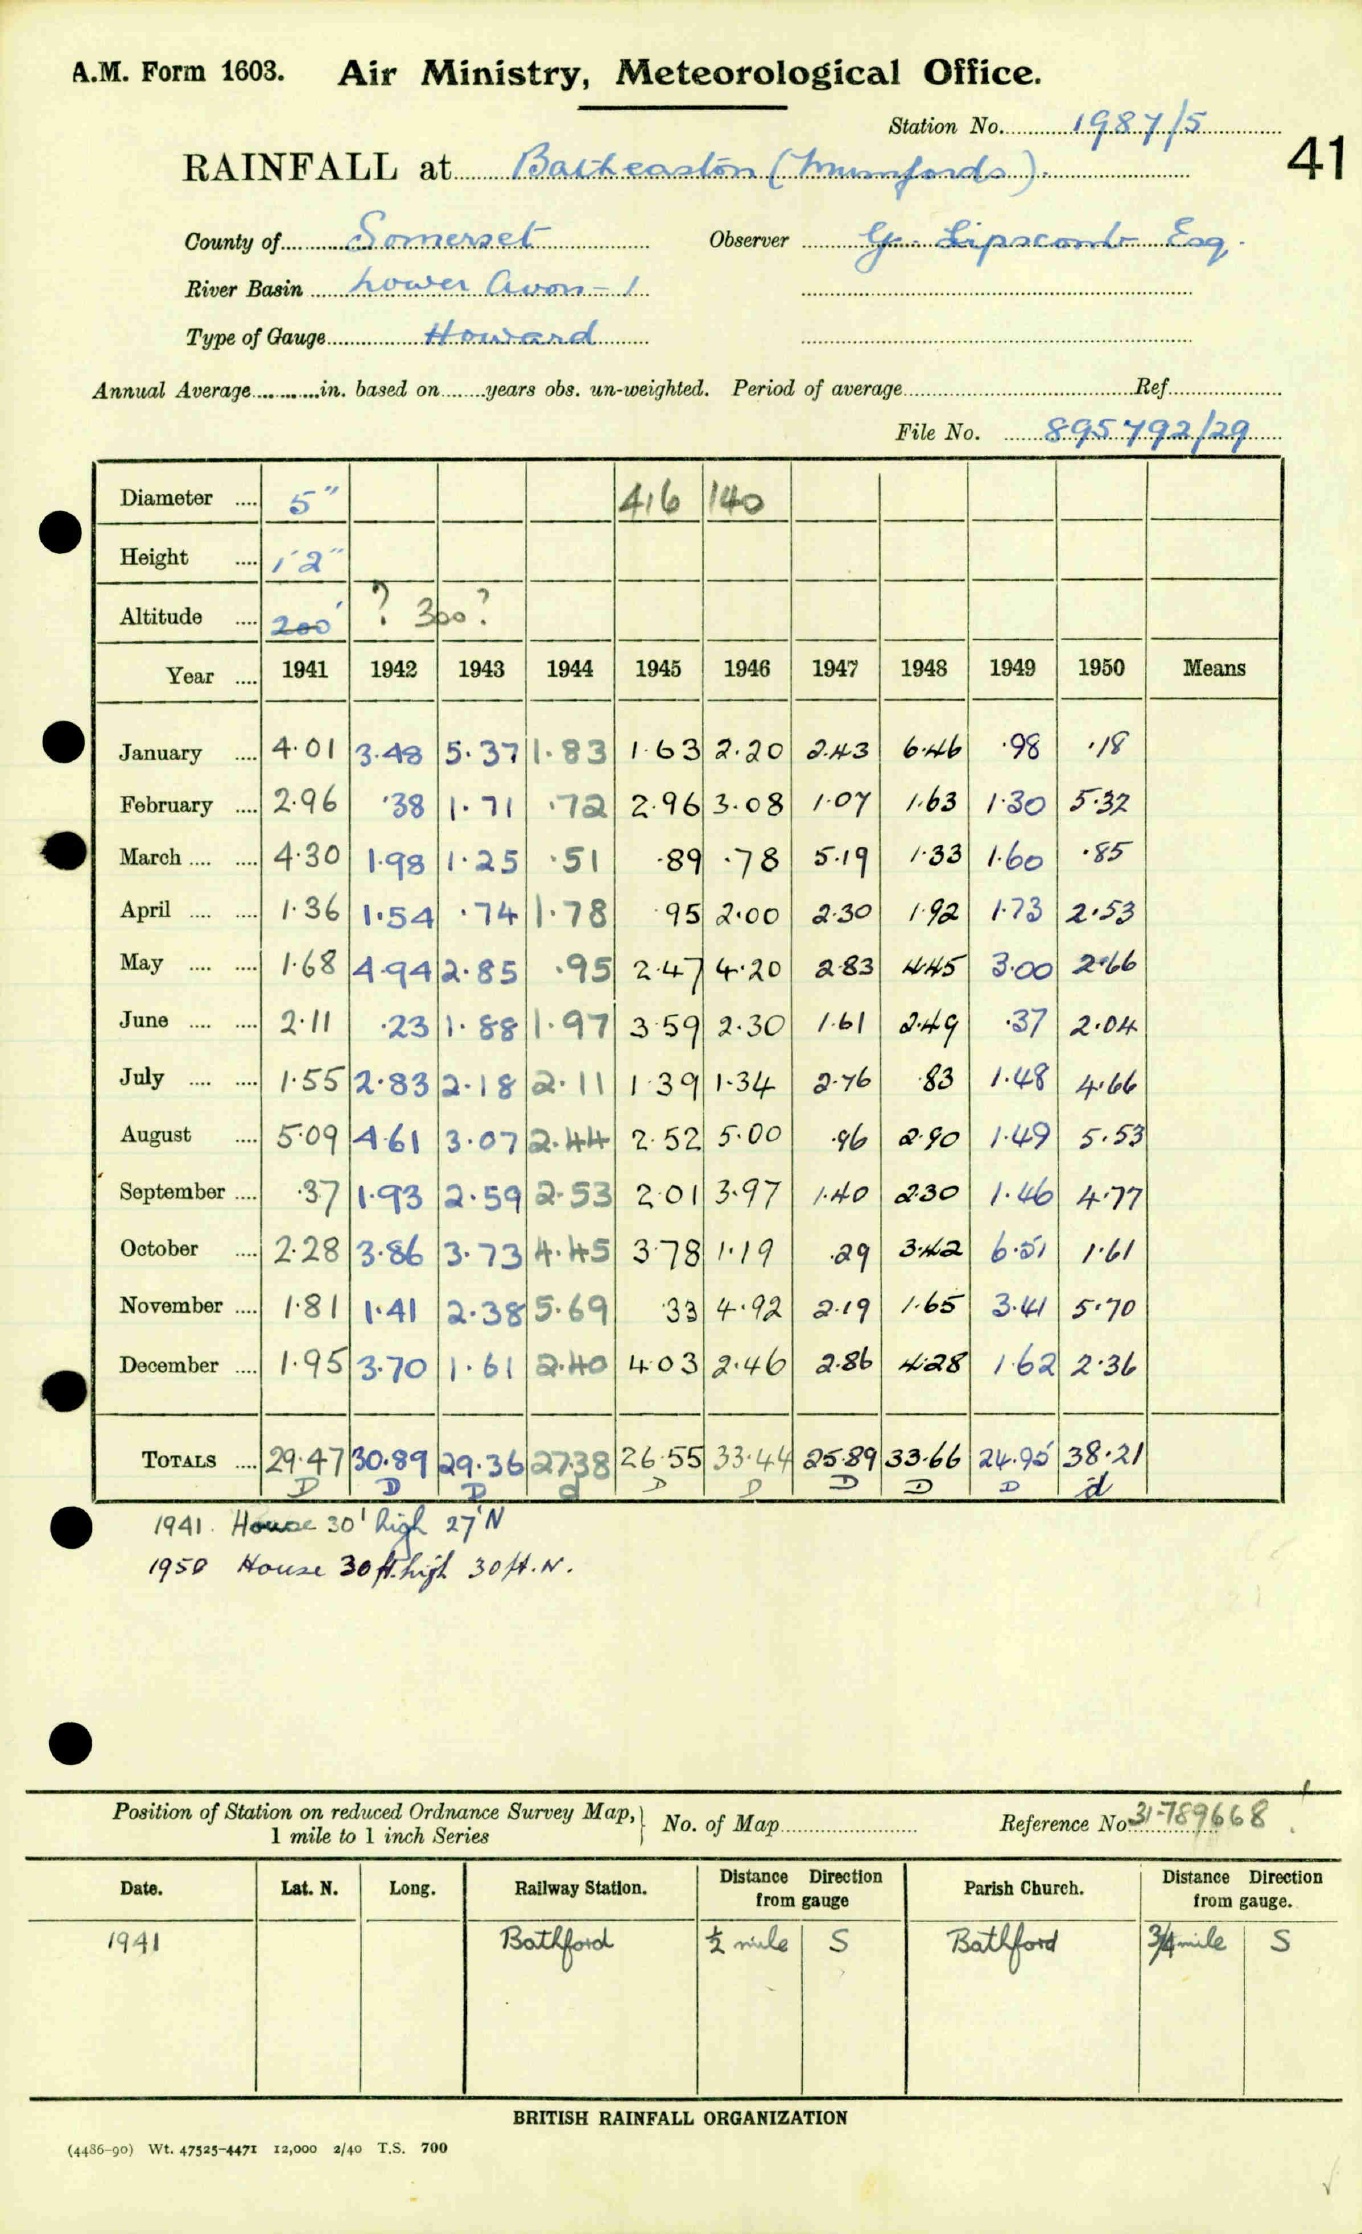 A.M. Form 1603. Air Ministry, Meteorological Office.
Station No. 1987/5
41
RAINFALL at Batheaston (Mumfords).
County of Somerset Observer G. Lipscomb Esq.
River Basin Lower Avon - 1
Type of Gauge Howard
Annual Average in. based on years obs. un-weighted. Period of average Ref
File No. 895792/29
Diameter 5" 416 140
Height 1'2"
Altitude 200' ? 300?
Year 1941 1942 1943 1944 1945 1946 1947 1948 1949 1950 Means
January 4.01 3.48 5.37 1.83 1.63 2.20 2.43 6.46 .98 .18
February 2.96 .38 1.71 .72 2.96 3.08 1.07 1.63 1.30 5.32
March 4.30 1.98 1.25 .51 .89 .78 5.19 1.33 1.60 .85
April 1.36 1.54 .74 1.78 .95 2.00 2.30 1.92 1.73 2.53
May 1.68 4.94 2.85 .95 2.47 4.20 2.83 4.45 3.00 2.66
June 2.11 .23 1.88 1.97 3.59 2.30 1.61 2.49 .37 2.04
July 1.55 2.83 2.18 2.11 1.39 1.34 2.76 .83 1.48 4.66
August 5.09 4.61 3.07 2.44 2.52 5.00 .96 2.90 1.49 5.53
September .37 1.93 2.59 2.53 2.01 3.97 1.40 2.30 1.46 4.77
October 2.28 3.86 3.73 4.45 3.78 1.19 .29 3.42 6.51 1.61
November 1.81 1.41 2.38 5.69 .33 4.92 2.19 1.65 3.41 5.70
December 1.95 3.70 1.61 2.40 4.03 2.46 2.86 4.28 1.62 2.36
TOTALS 29.47 30.89 29.36 27.38 26.55 33.44 25.89 33.66 24.95 38.21
D D D d D D D D D d
1941. House 30' high 27' N
1950 House 30 ft. high 30 ft. N.
Position of Station on reduced Ordnance Survey Map, 1 mile to 1 inch Series } No. of Map Reference No 31-789668
Date. Lat. N. Long. Railway Station. Distance Direction from gauge Parish Church. Distance Direction from gauge.
1941 Bathford ½ mile S Bathford 3/4 mile S
BRITISH RAINFALL ORGANIZATION
(4486-90) Wt. 47525-4471 12,000 2/40 T.S. 700